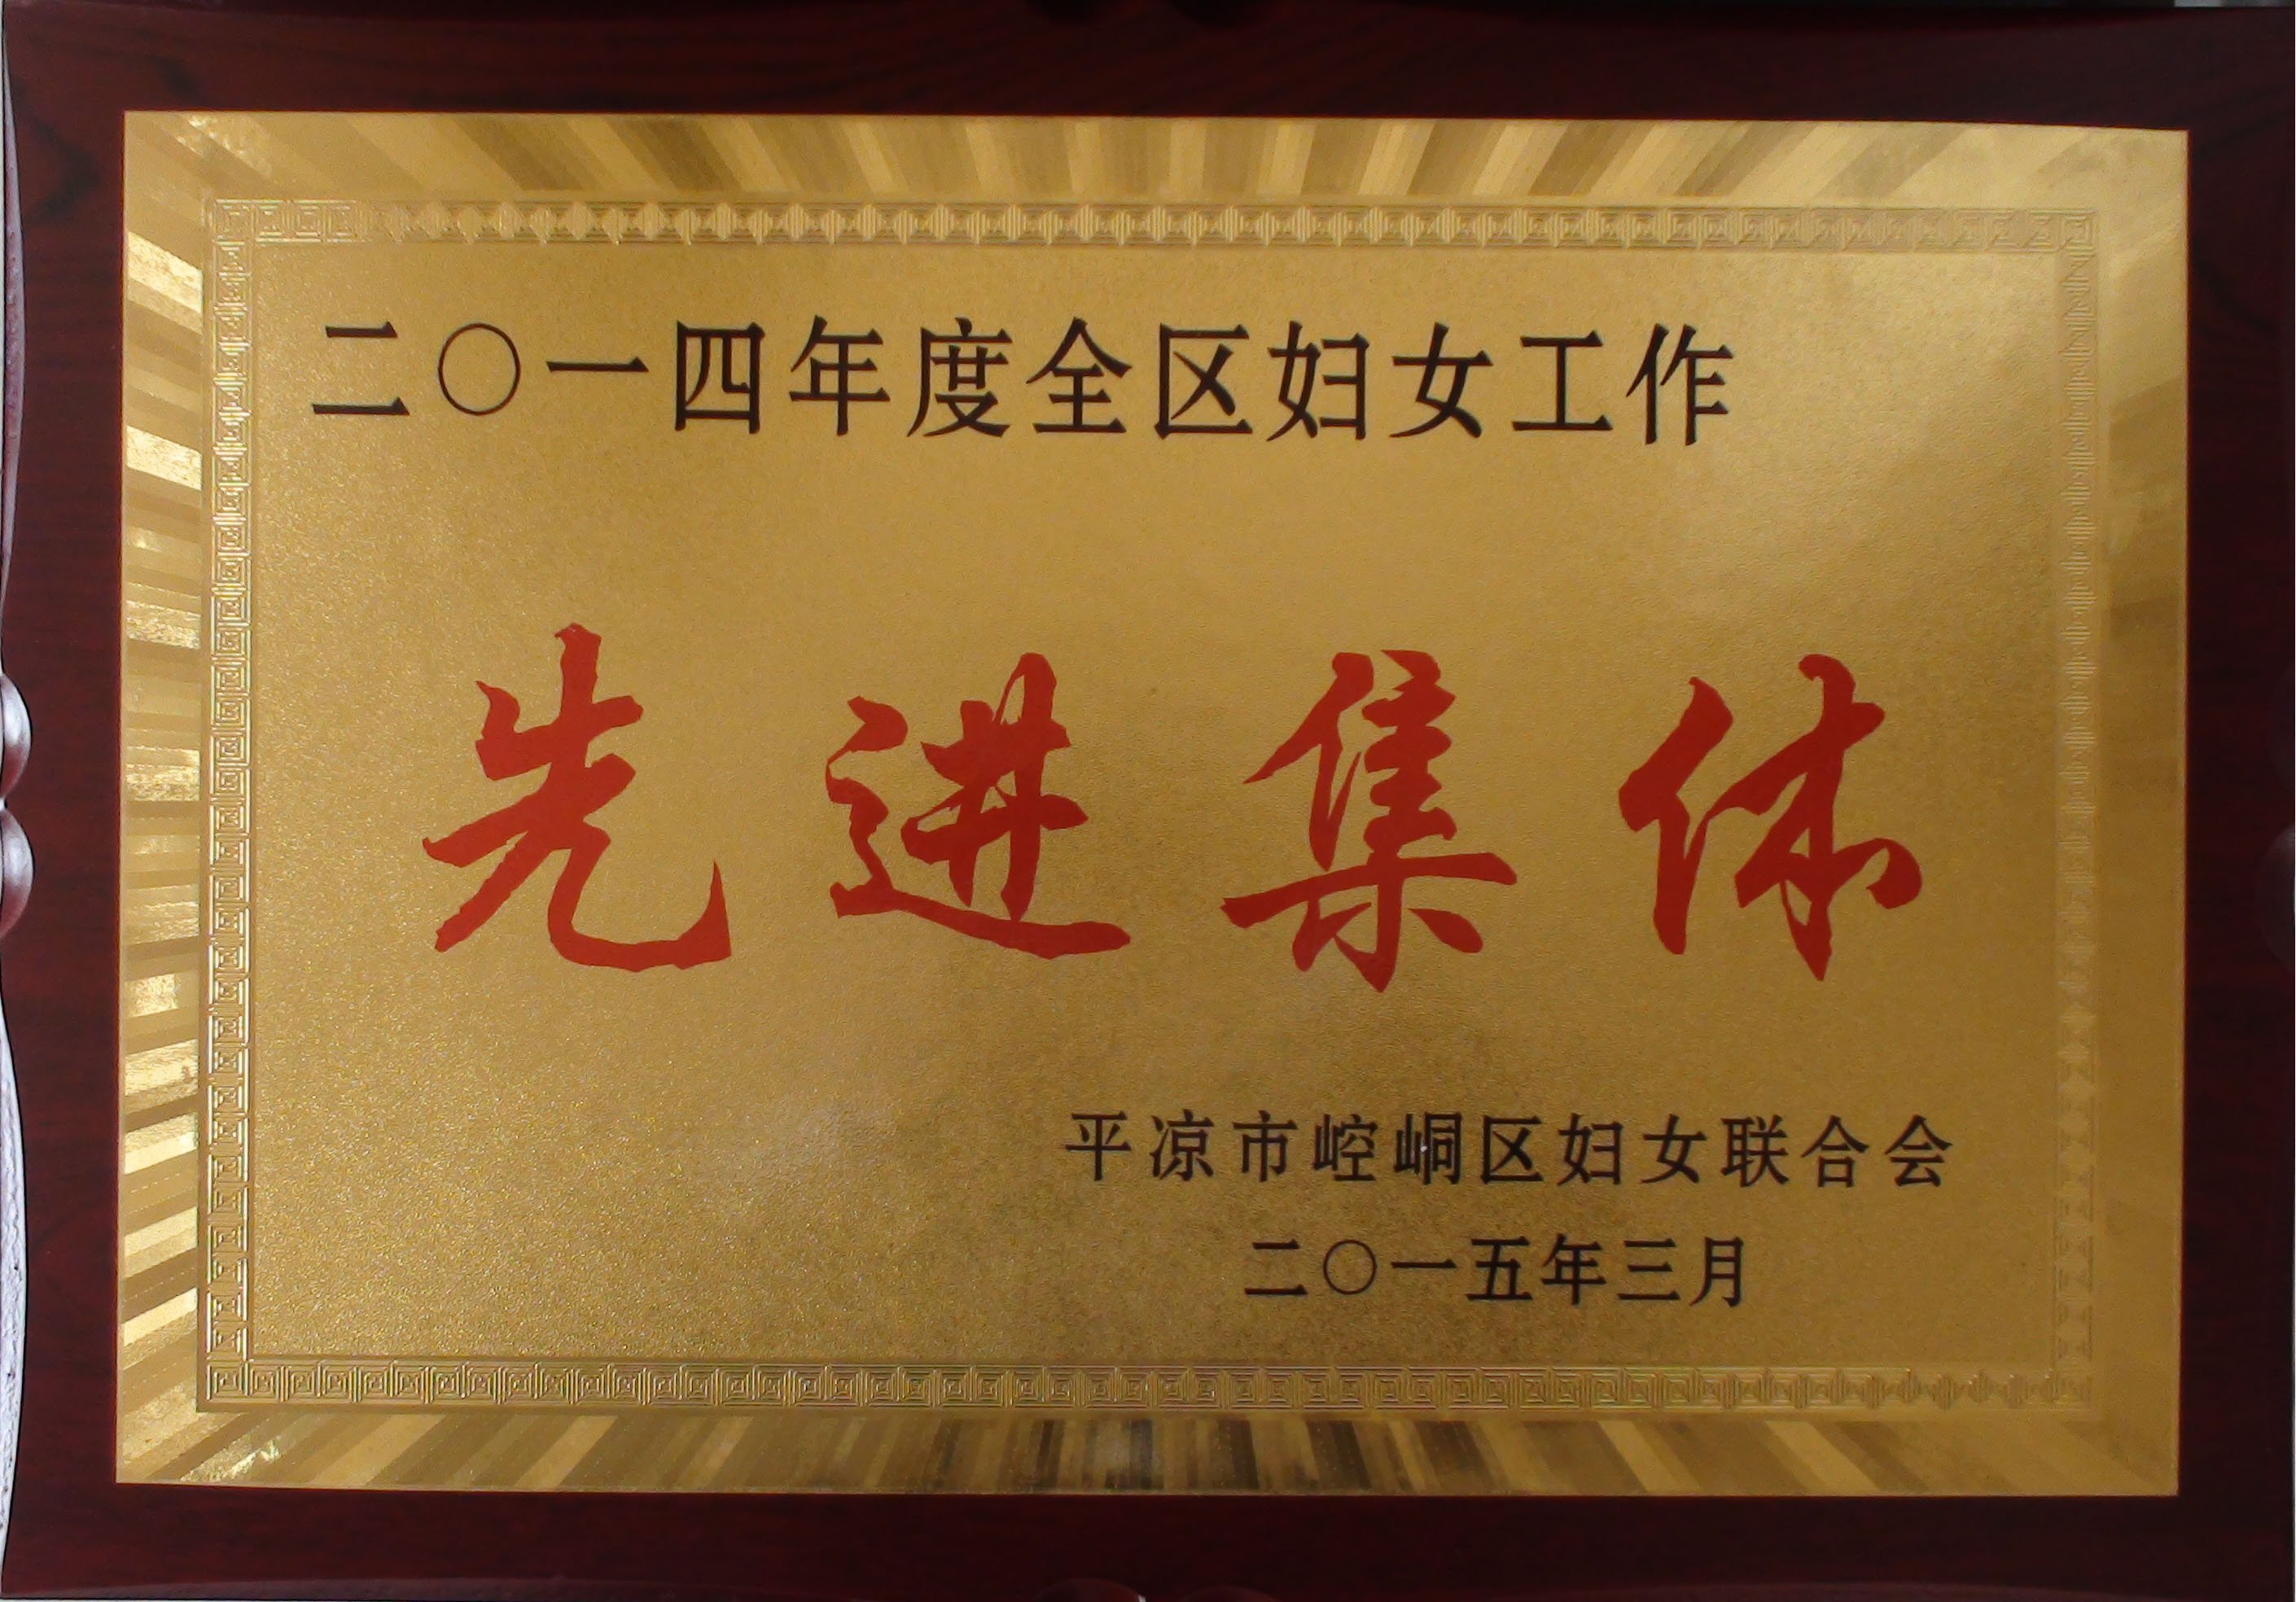 二〇一四年度全区妇女工作
先进集体
平凉市崆峒区妇女联合会
二〇一五年三月